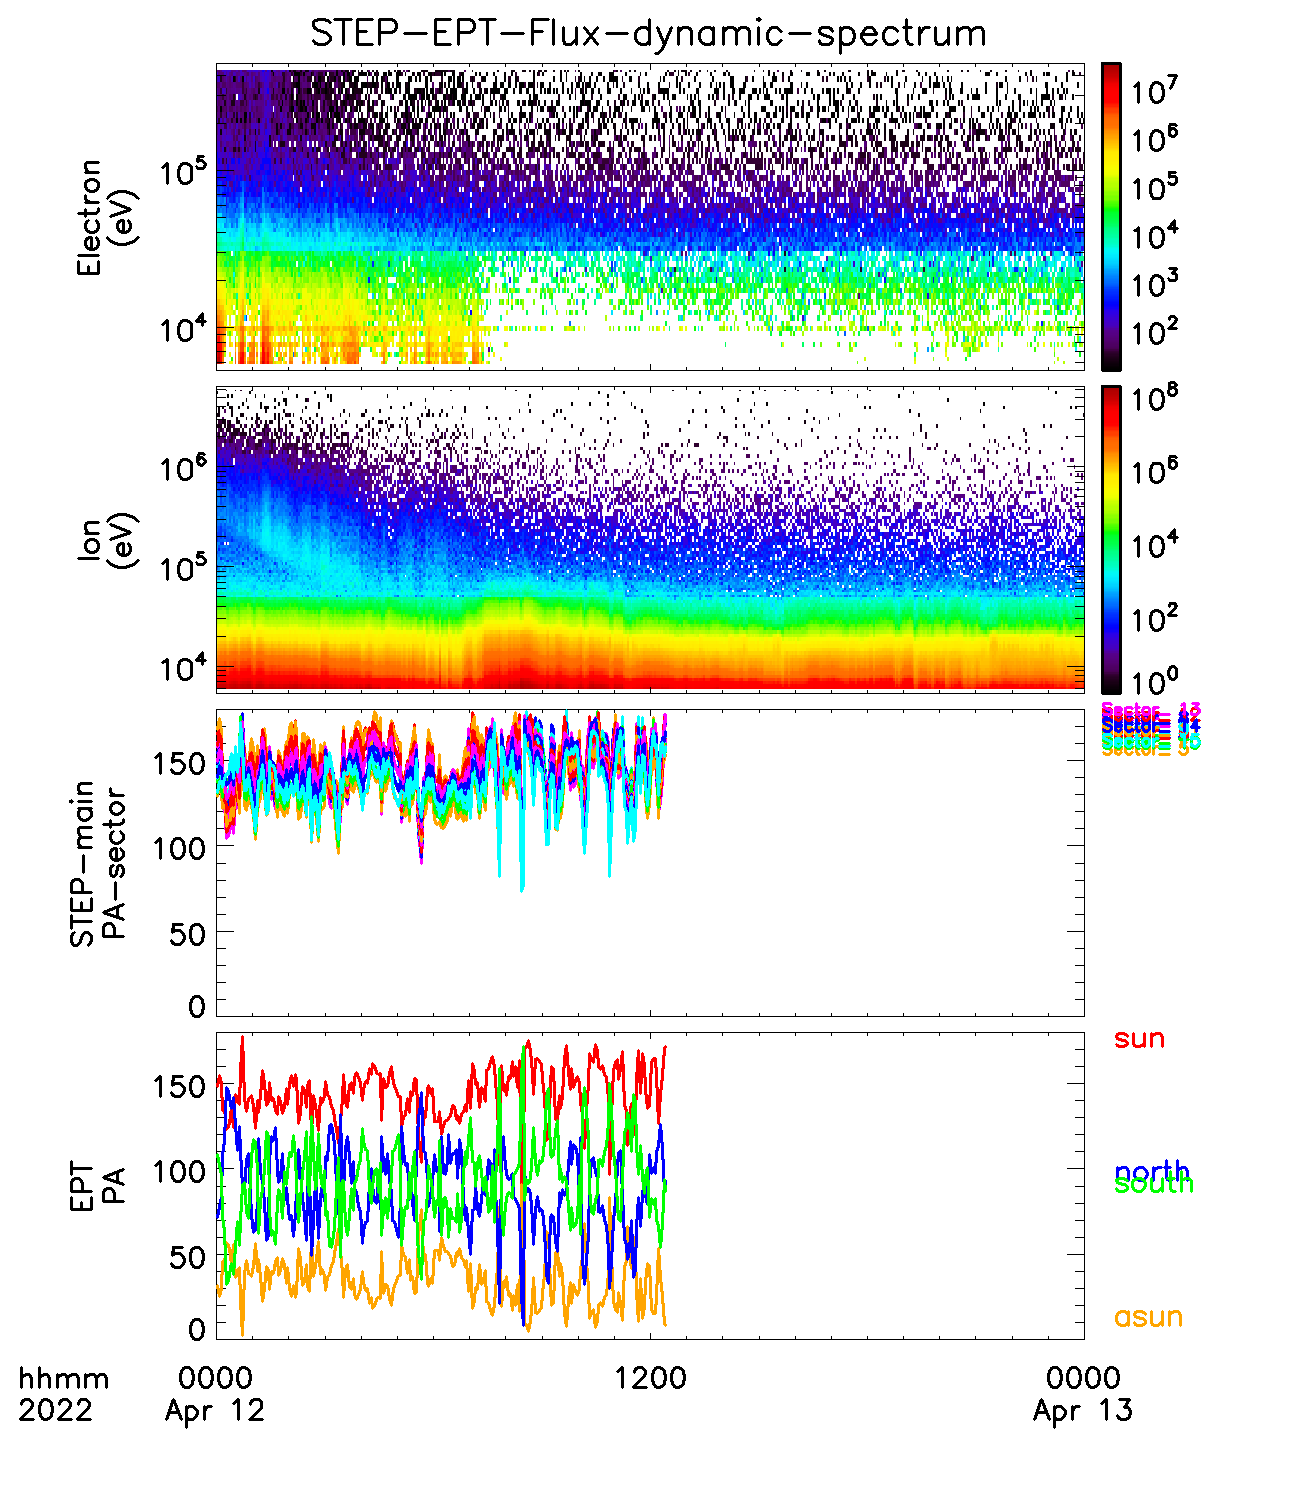 STEP-EPT-Flux-dynamic-spectrum
Electron
(eV)
10^5
10^4
10^7
10^6
10^5
10^4
10^3
10^2
Ion
(eV)
10^6
10^5
10^4
10^8
10^6
10^4
10^2
10^0
STEP-main
PA-sector
150
100
50
0
Sector_ 13
EPT
PA
150
100
50
0
sun
north
south
asun
hhmm 0000 1200 0000
2022 Apr 12 Apr 13